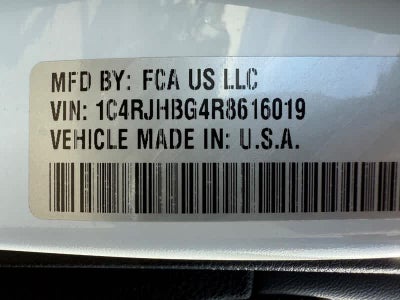 MFD BY: FCA US LLC
VIN: 1C4RJHBG4R8616019
VEHICLE MADE IN: U.S.A.